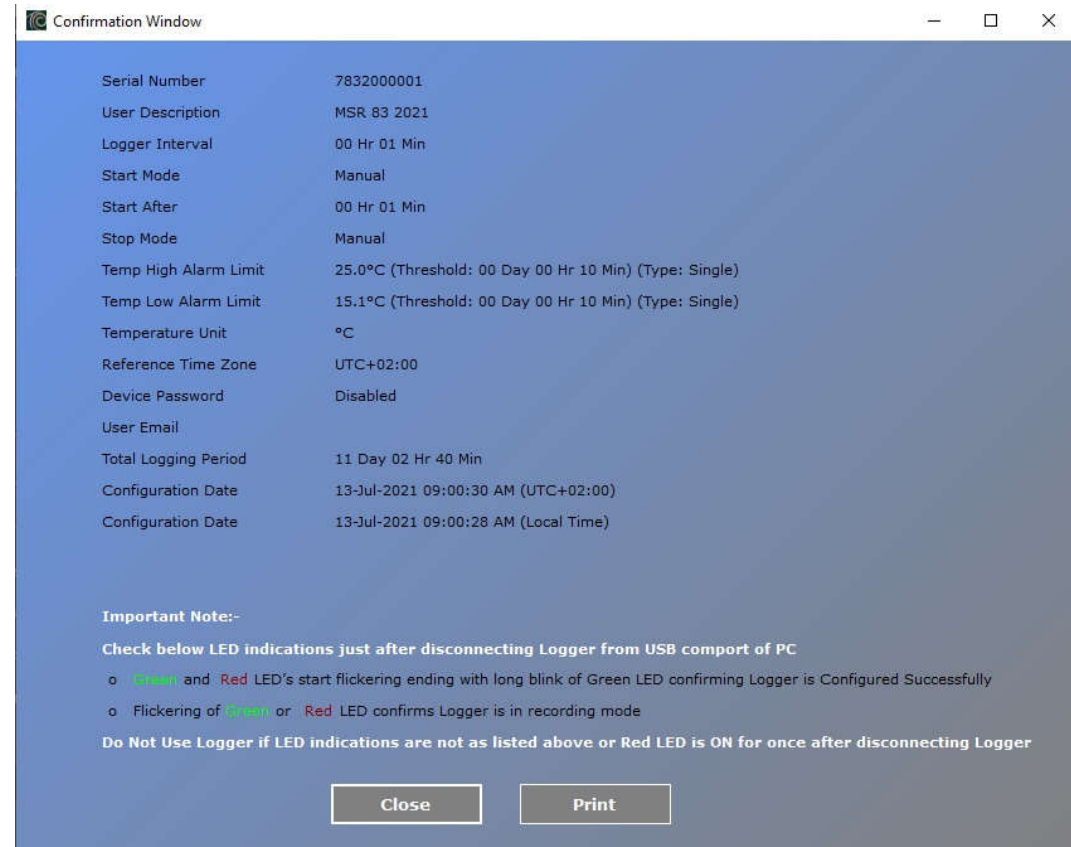 Confirmation Window
Serial Number 7832000001
User Description MSR 83 2021
Logger Interval 00 Hr 01 Min
Start Mode Manual
Start After 00 Hr 01 Min
Stop Mode Manual
Temp High Alarm Limit 25.0°C (Threshold: 00 Day 00 Hr 10 Min) (Type: Single)
Temp Low Alarm Limit 15.1°C (Threshold: 00 Day 00 Hr 10 Min) (Type: Single)
Temperature Unit °C
Reference Time Zone UTC+02:00
Device Password Disabled
User Email
Total Logging Period 11 Day 02 Hr 40 Min
Configuration Date 13-Jul-2021 09:00:30 AM (UTC+02:00)
Configuration Date 13-Jul-2021 09:00:28 AM (Local Time)
Important Note:-
Check below LED indications just after disconnecting Logger from USB comport of PC
o Green and Red LED's start flickering ending with long blink of Green LED confirming Logger is Configured Successfully
o Flickering of Green or Red LED confirms Logger is in recording mode
Do Not Use Logger if LED indications are not as listed above or Red LED is ON for once after disconnecting Logger
Close Print